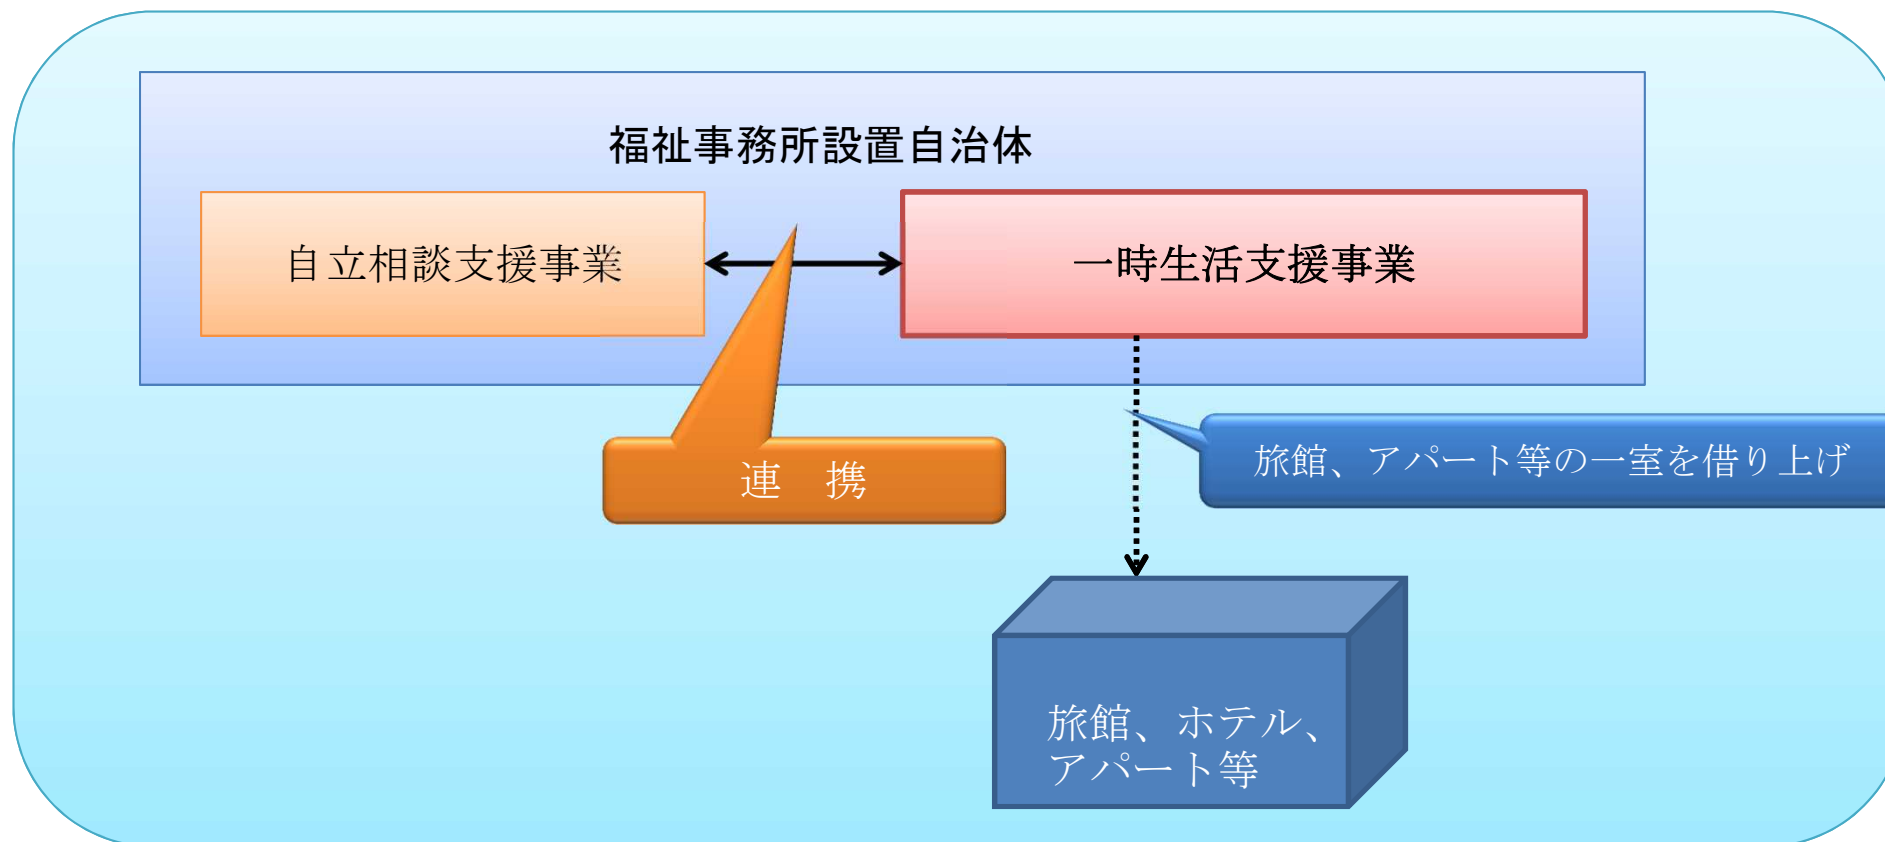 福祉事務所設置自治体
自立相談支援事業
一時生活支援事業
連　携
旅館、アパート等の一室を借り上げ
旅館、ホテル、
アパート等